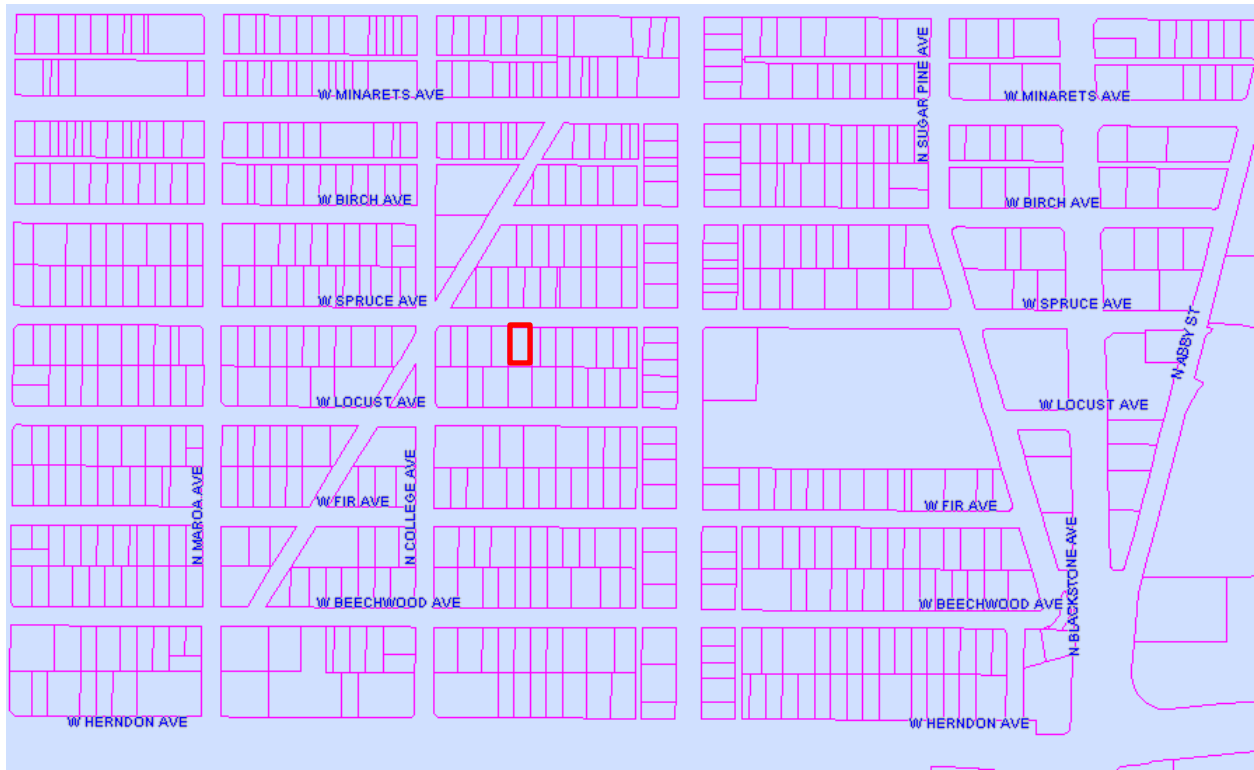 N SUGAR PINE AVE
W MINARETS AVE
W MINARETS AVE
W BIRCH AVE
W BIRCH AVE
W SPRUCE AVE
W SPRUCE AVE
N ABBY ST
W LOCUST AVE
W LOCUST AVE
N MAROA AVE
N COLLEGE AVE
W FIR AVE
W FIR AVE
N BLACKSTONE AVE
W BEECHWOOD AVE
W BEECHWOOD AVE
W HERNDON AVE
W HERNDON AVE